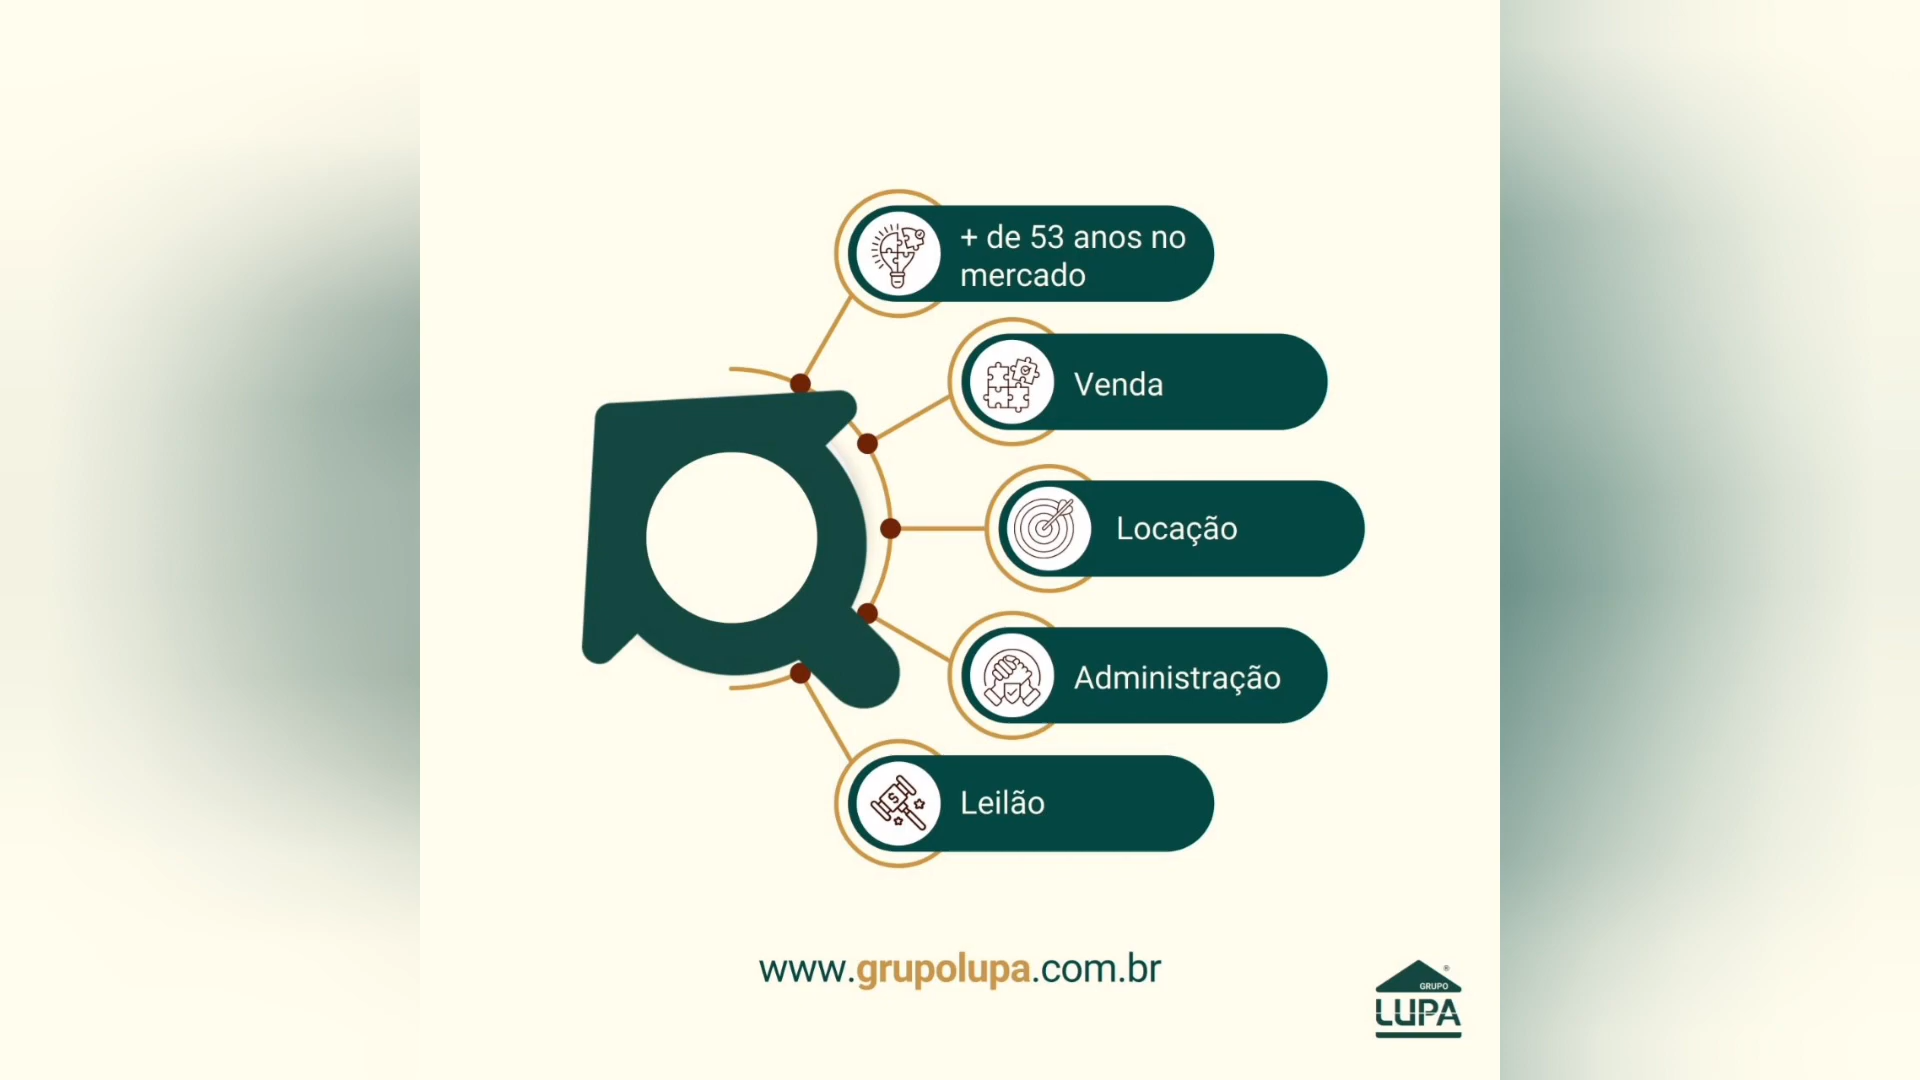 + de 53 anos no
mercado
Venda
Locação
Administração
Leilão
www.grupolupa.com.br
GRUPO
LUPA